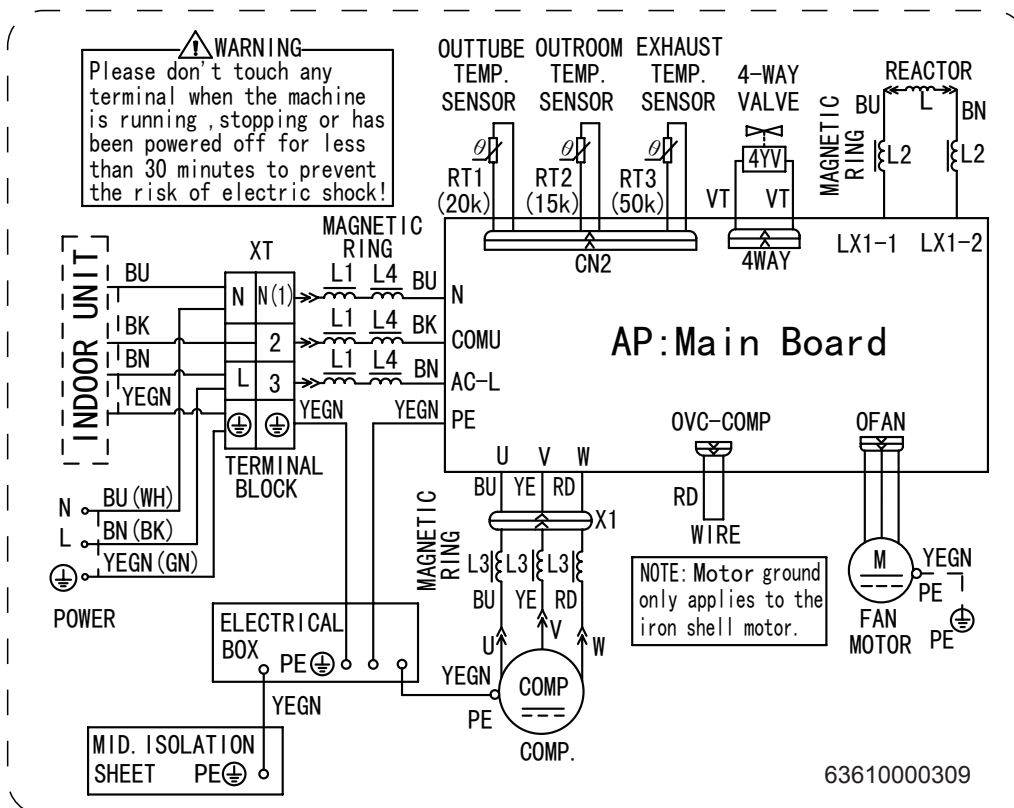 WARNING
Please don't touch any
terminal when the machine
is running ,stopping or has
been powered off for less
than 30 minutes to prevent
the risk of electric shock!
OUTTUBE OUTROOM EXHAUST
TEMP. TEMP. TEMP. 4-WAY
SENSOR SENSOR SENSOR VALVE
REACTOR
BU L BN
MAGNETIC
RING
L2 L2
θ θ θ 4YV
RT1 RT2 RT3
(20k) (15k) (50k)
VT VT
CN2
4WAY
LX1-1 LX1-2
MAGNETIC
RING
XT
INDOOR UNIT
BU
N N(1) L1 L4 BU N
BK
2 L1 L4 BK COMU
BN
L 3 L1 L4 BN AC-L
YEGN
YEGN YEGN PE
AP:Main Board
TERMINAL
BLOCK
OVC-COMP OFAN
U V W
BU YE RD
X1
RD
WIRE
N BU(WH)
L BN(BK)
YEGN(GN)
POWER
MAGNETIC
RING
L3 L3 L3
BU YE RD
U V W
NOTE: Motor ground
only applies to the
iron shell motor.
M
YEGN
PE
FAN
MOTOR
PE
ELECTRICAL
BOX PE
YEGN
YEGN
PE
COMP
COMP.
MID. ISOLATION
SHEET PE
63610000309